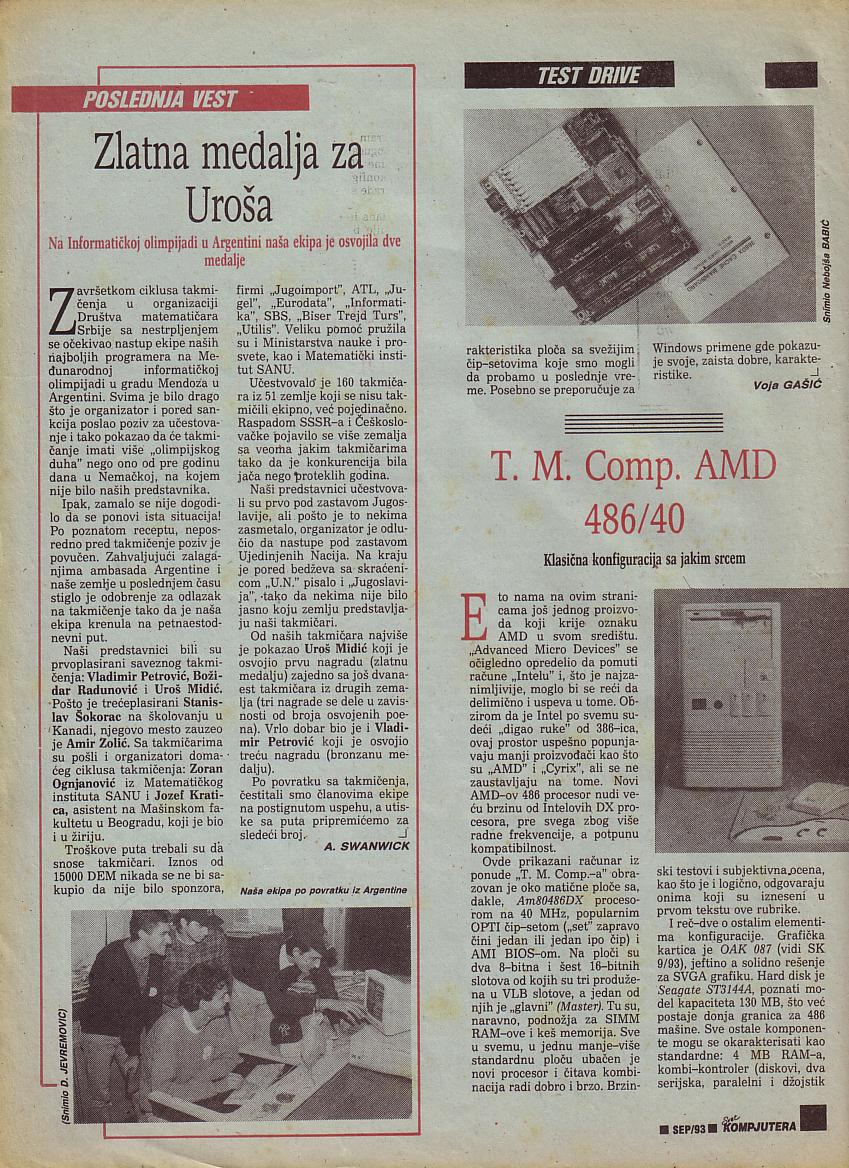 POSLEDNJA VEST
Zlatna medalja za
Uroša
Na Informatičkoj olimpijadi u Argentini naša ekipa je osvojila dve
medalje
Završetkom ciklusa takmi-
čenja u organizaciji
Društva matematičara
Srbije sa nestrpljenjem
se očekivao nastup ekipe naših
najboljih programera na Me-
đunarodnoj informatičkoj
olimpijadi u gradu Mendoza u
Argentini. Svima je bilo drago
što je organizator i pored san-
kcija poslao poziv za učestova-
nje i tako pokazao da će takmi-
čanje imati više „olimpijskog
duha” nego ono od pre godinu
dana u Nemačkoj, na kojem
nije bilo naših predstavnika.
Ipak, zamalo se nije dogodi-
lo da se ponovi ista situacija!
Po poznatom receptu, nepos-
redno pred takmičenje poziv je
povučen. Zahvaljujući zalaga-
njima ambasada Argentine i
naše zemlje u poslednjem času
stiglo je odobrenje za odlazak
na takmičenje tako da je naša
ekipa krenula na petnaestod-
nevni put.
Naši predstavnici bili su
prvoplasirani saveznog takmi-
čenja: Vladimir Petrović, Boži-
dar Radunović i Uroš Midić.
Pošto je trećeplasirani Stanis-
lav Šokorac na školovanju u
Kanadi, njegovo mesto zauzeo
je Amir Zolić. Sa takmičarima
su pošli i organizatori doma-
ćeg ciklusa takmičenja: Zoran
Ognjanović iz Matematičkog
instituta SANU i Jozef Krati-
ca, asistent na Mašinskom fa-
kultetu u Beogradu, koji je bio
i u žiriju.
Troškove puta trebali su da
snose takmičari. Iznos od
15000 DEM nikada se ne bi sa-
kupio da nije bilo sponzora,
firmi „Jugoimport”, ATL, „Ju-
gel”, „Eurodata”, „Informati-
ka”, SBS, „Biser Trejd Turs”,
„Utilis”. Veliku pomoć pružila
su i Ministarstva nauke i pro-
svete, kao i Matematički insti-
tut SANU.
Učestvovalo je 160 takmiča-
ra iz 51 zemlje koji se nisu tak-
mičili ekipno, već pojedinačno.
Raspadom SSSR-a i Českoslo-
vačke pojavilo se više zemalja
sa veoma jakim takmičarima
tako da je konkurencija bila
jača nego proteklih godina.
Naši predstavnici učestvova-
li su prvo pod zastavom Jugos-
lavije, ali pošto je to nekima
zasmetalo, organizator je odlu-
čio da nastupe pod zastavom
Ujedinjenih Nacija. Na kraju
je pored bedževa sa skraćeni-
com „U.N.” pisalo i „Jugoslavi-
ja”, tako da nekima nije bilo
jasno koju zemlju predstavlja-
ju naši takmičari.
Od naših takmičara najviše
je pokazao Uroš Midić koji je
osvojio prvu nagradu (zlatnu
medalju) zajedno sa još dvana-
est takmičara iz drugih zema-
lja (tri nagrade se dele u zavis-
nosti od broja osvojenih poe-
na). Vrlo dobar bio je i Vladi-
mir Petrović koji je osvojio
treću nagradu (bronzanu me-
dalju).
Po povratku sa takmičenja,
čestitali smo članovima ekipe
na postignutom uspehu, a utis-
ke sa puta pripremićemo za
sledeći broj.
A. SWANWICK
Naša ekipa po povratku iz Argentine
(Snimio D. JEVREMOVIĆ)
TEST DRIVE
Snimio Nebojša BABIĆ
rakteristika ploča sa svežijim
čip-setovima koje smo mogli
da probamo u poslednje vre-
me. Posebno se preporučuje za
Windows primene gde pokazu-
je svoje, zaista dobre, karakte-
ristike.
Voja GAŠIĆ
T. M. Comp. AMD
486/40
Klasična konfiguracija sa jakim srcem
Eto nama na ovim strani-
cama još jednog proizvo-
da koji krije oznaku
AMD u svom središtu.
„Advanced Micro Devices” se
očigledno opredelio da pomuti
račune „Intelu” i, što je najza-
nimljivije, moglo bi se reći da
delimično i uspeva u tome. Ob-
zirom da je Intel po svemu su-
deći „digao ruke” od 386-ica,
ovaj prostor uspešno popunja-
vaju manji proizvođači kao što
su „AMD” i „Cyrix”, ali se ne
zaustavljaju na tome. Novi
AMD-ov 486 procesor nudi ve-
ću brzinu od Intelovih DX pro-
cesora, pre svega zbog više
radne frekvencije, a potpunu
kompatibilnost.
Ovde prikazani računar iz
ponude „T. M. Comp.-a” obra-
zovan je oko matične ploče sa,
dakle, Am80486DX proceso-
rom na 40 MHz, popularnim
OPTI čip-setom („set” zapravo
čini jedan ili jedan ipo čip) i
AMI BIOS-om. Na ploči su
dva 8-bitna i šest 16-bitnih
slotova od kojih su tri produže-
na u VLB slotove, a jedan od
njih je „glavni” (Master). Tu su,
naravno, podnožja za SIMM
RAM-ove i keš memorija. Sve
u svemu, u jednu manje-više
standardnu ploču ubačen je
novi procesor i čitava kombi-
nacija radi dobro i brzo. Brzin-
ski testovi i subjektivna ocena,
kao što je i logično, odgovaraju
onima koji su izneseni u
prvom tekstu ove rubrike.
I reč-dve o ostalim elementi-
ma konfiguracije. Grafička
kartica je OAK 087 (vidi SK
9/93), jeftino a solidno rešenje
za SVGA grafiku. Hard disk je
Seagate ST3144A, poznati mo-
del kapaciteta 130 MB, što već
postaje donja granica za 486
mašine. Sve ostale komponen-
te mogu se okarakterisati kao
standardne: 4 MB RAM-a,
kombi-kontroler (diskovi, dva
serijska, paralelni i džojstik
SEP/93 Svet KOMPJUTERA